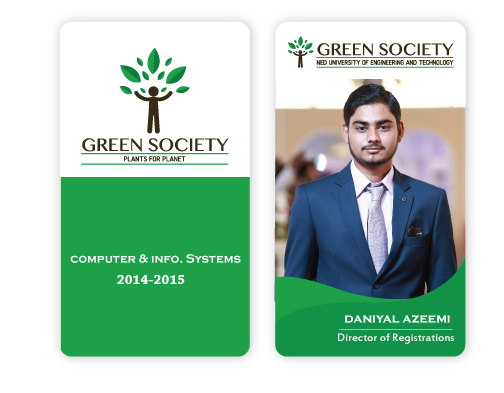 GREEN SOCIETY
PLANTS FOR PLANET
COMPUTER & INFO. SYSTEMS
2014-2015
GREEN SOCIETY
NED UNIVERSITY OF ENGINEERING AND TECHNOLOGY
DANIYAL AZEEMI
Director of Registrations